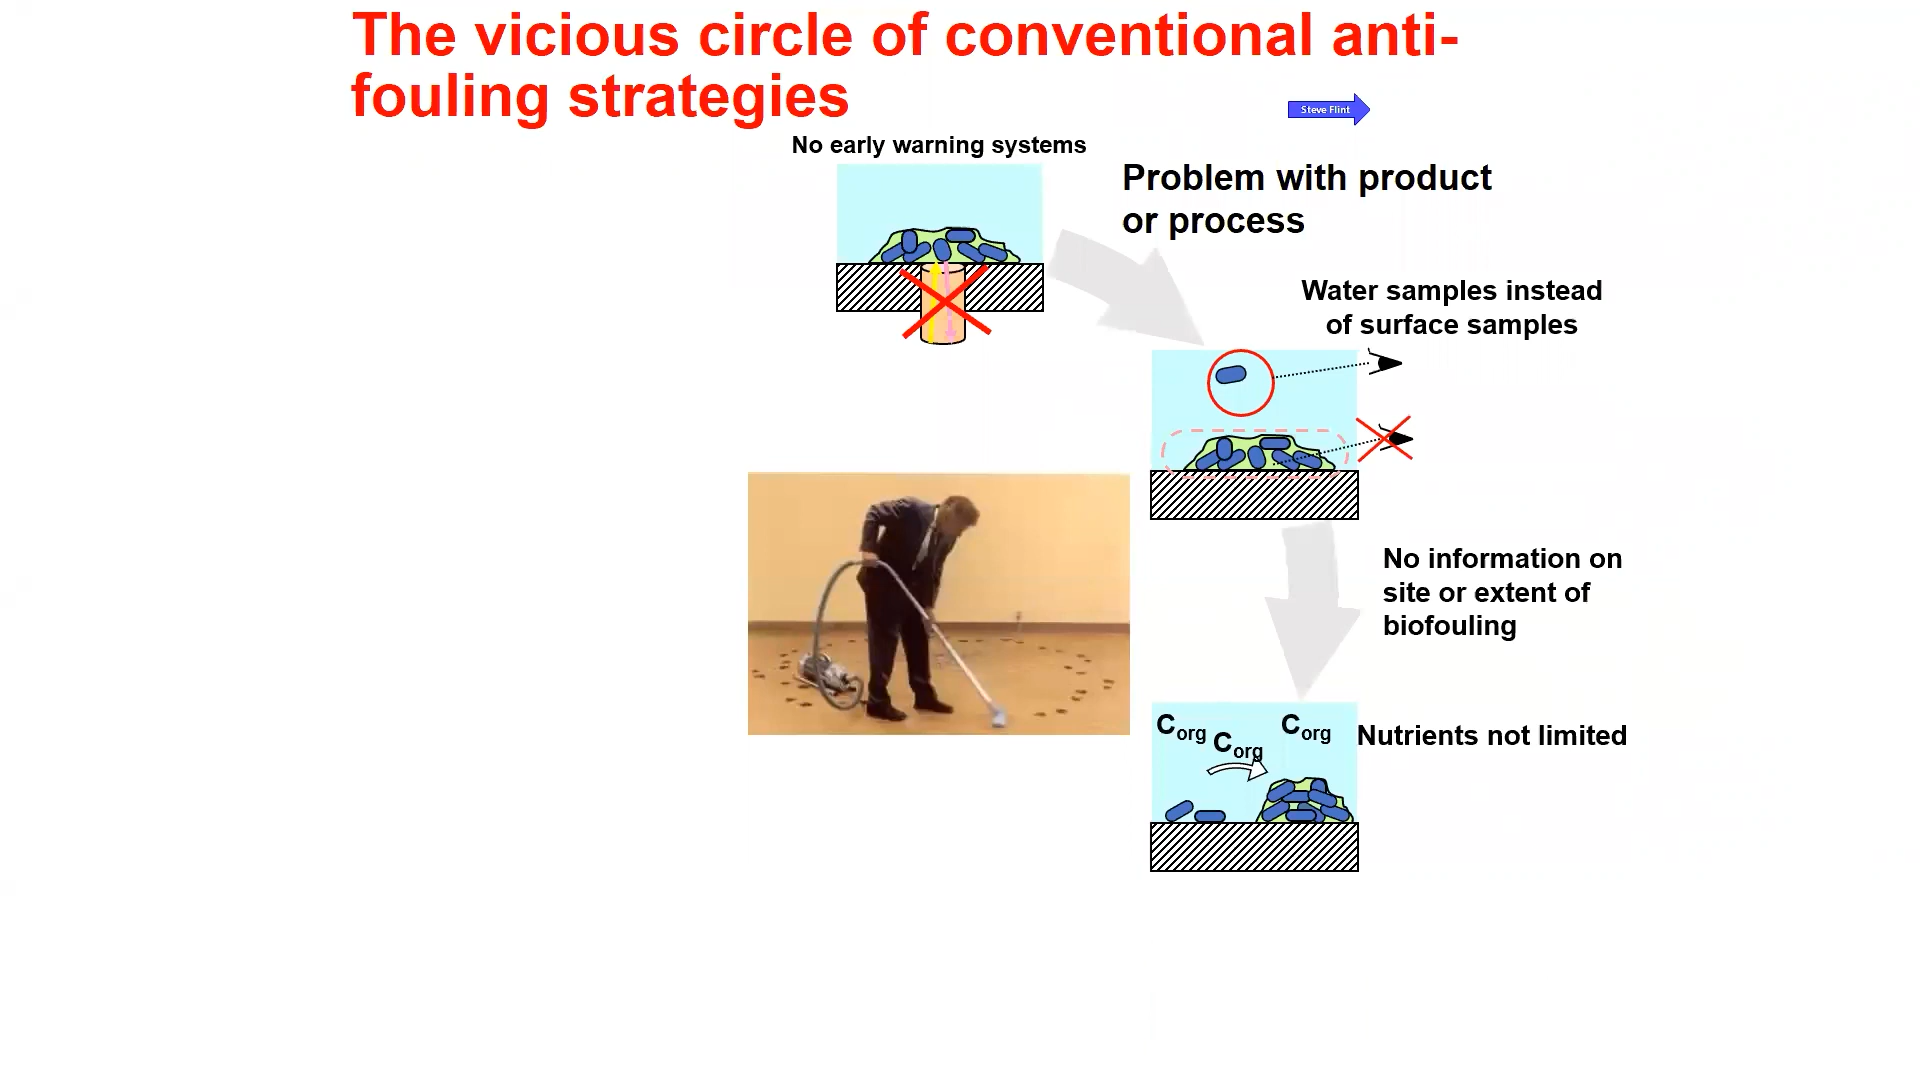 The vicious circle of conventional anti-
fouling strategies
Steve Flint
No early warning systems
Problem with product
or process
Water samples instead
of surface samples
No information on
site or extent of
biofouling
Corg
Corg
Corg
Nutrients not limited